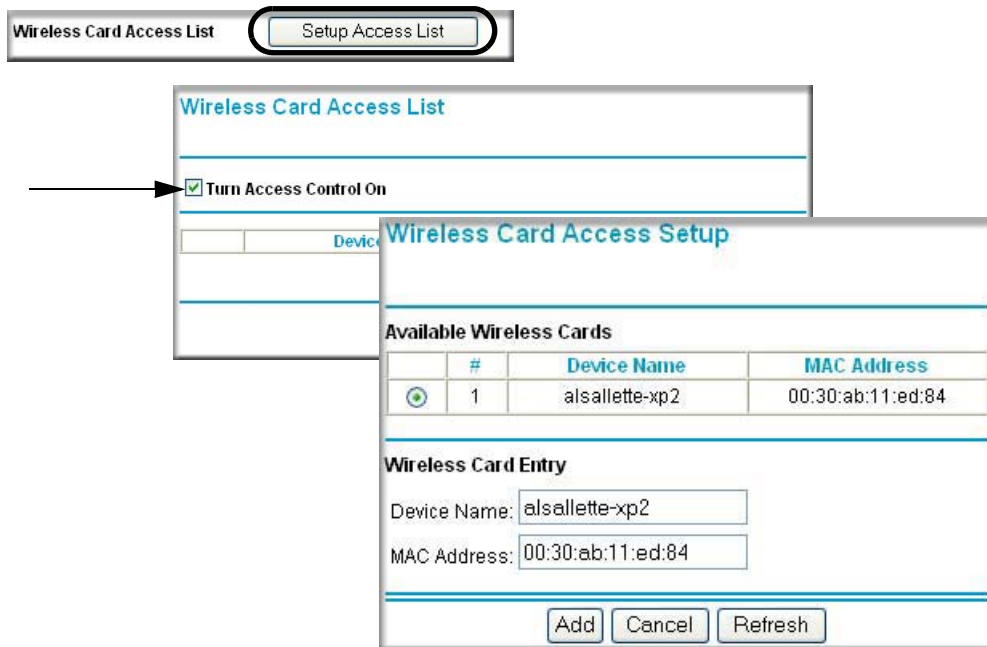 Wireless Card Access List Setup Access List
Wireless Card Access List
Turn Access Control On
Wireless Card Access Setup
Available Wireless Cards
# Device Name MAC Address
1 alsallette-xp2 00:30:ab:11:ed:84
Wireless Card Entry
Device Name: alsallette-xp2
MAC Address: 00:30:ab:11:ed:84
Add Cancel Refresh